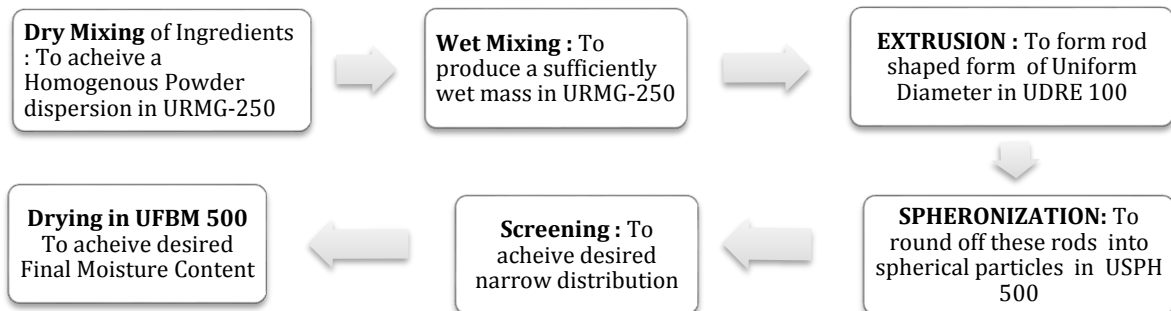 Dry Mixing of Ingredients
: To acheive a
Homogenous Powder
dispersion in URMG-250
Wet Mixing : To
produce a sufficiently
wet mass in URMG-250
EXTRUSION : To form rod
shaped form of Uniform
Diameter in UDRE 100
SPHERONIZATION: To
round off these rods into
spherical particles in USPH
500
Screening : To
acheive desired
narrow distribution
Drying in UFBM 500
To acheive desired
Final Moisture Content